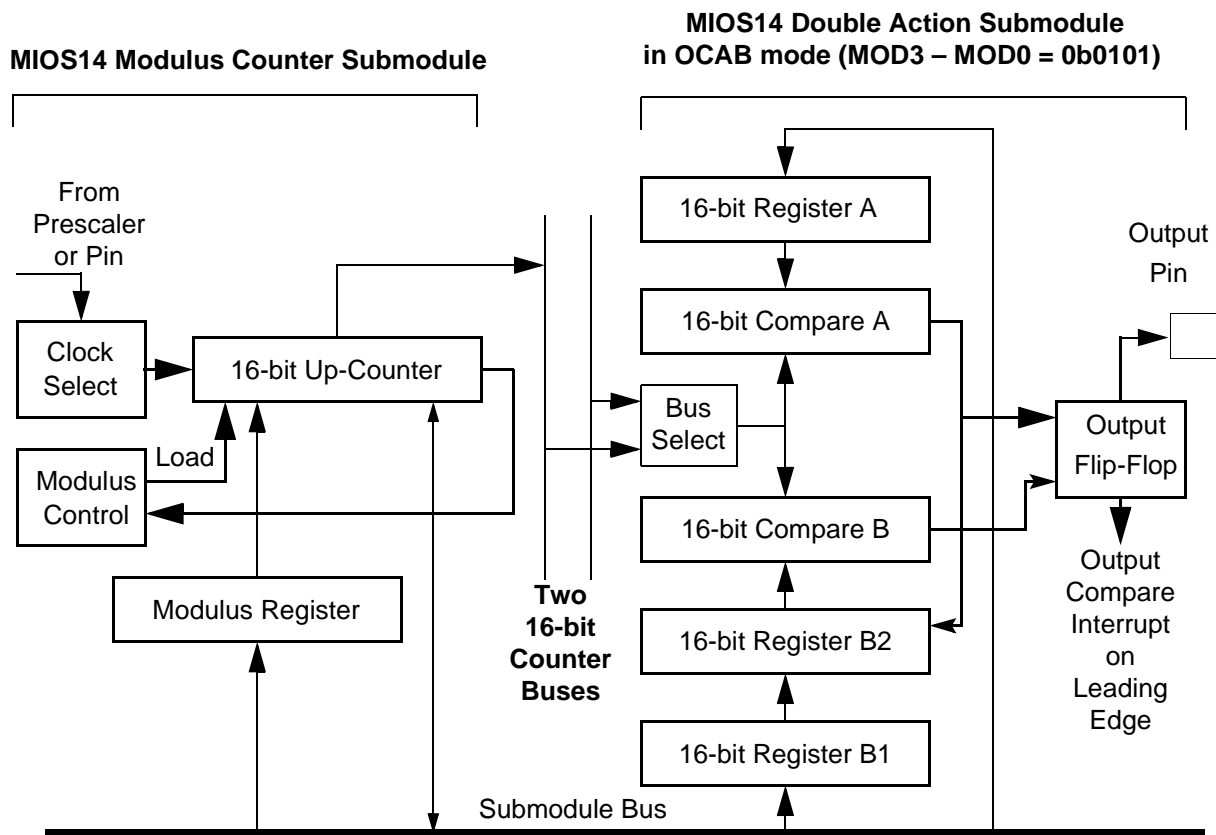 MIOS14 Modulus Counter Submodule
MIOS14 Double Action Submodule
in OCAB mode (MOD3 – MOD0 = 0b0101)
From
Prescaler
or Pin
Clock
Select
16-bit Up-Counter
Load
Modulus
Control
Modulus Register
Two
16-bit
Counter
Buses
16-bit Register A
16-bit Compare A
Bus
Select
16-bit Compare B
16-bit Register B2
16-bit Register B1
Output
Pin
Output
Flip-Flop
Output
Compare
Interrupt
on
Leading
Edge
Submodule Bus